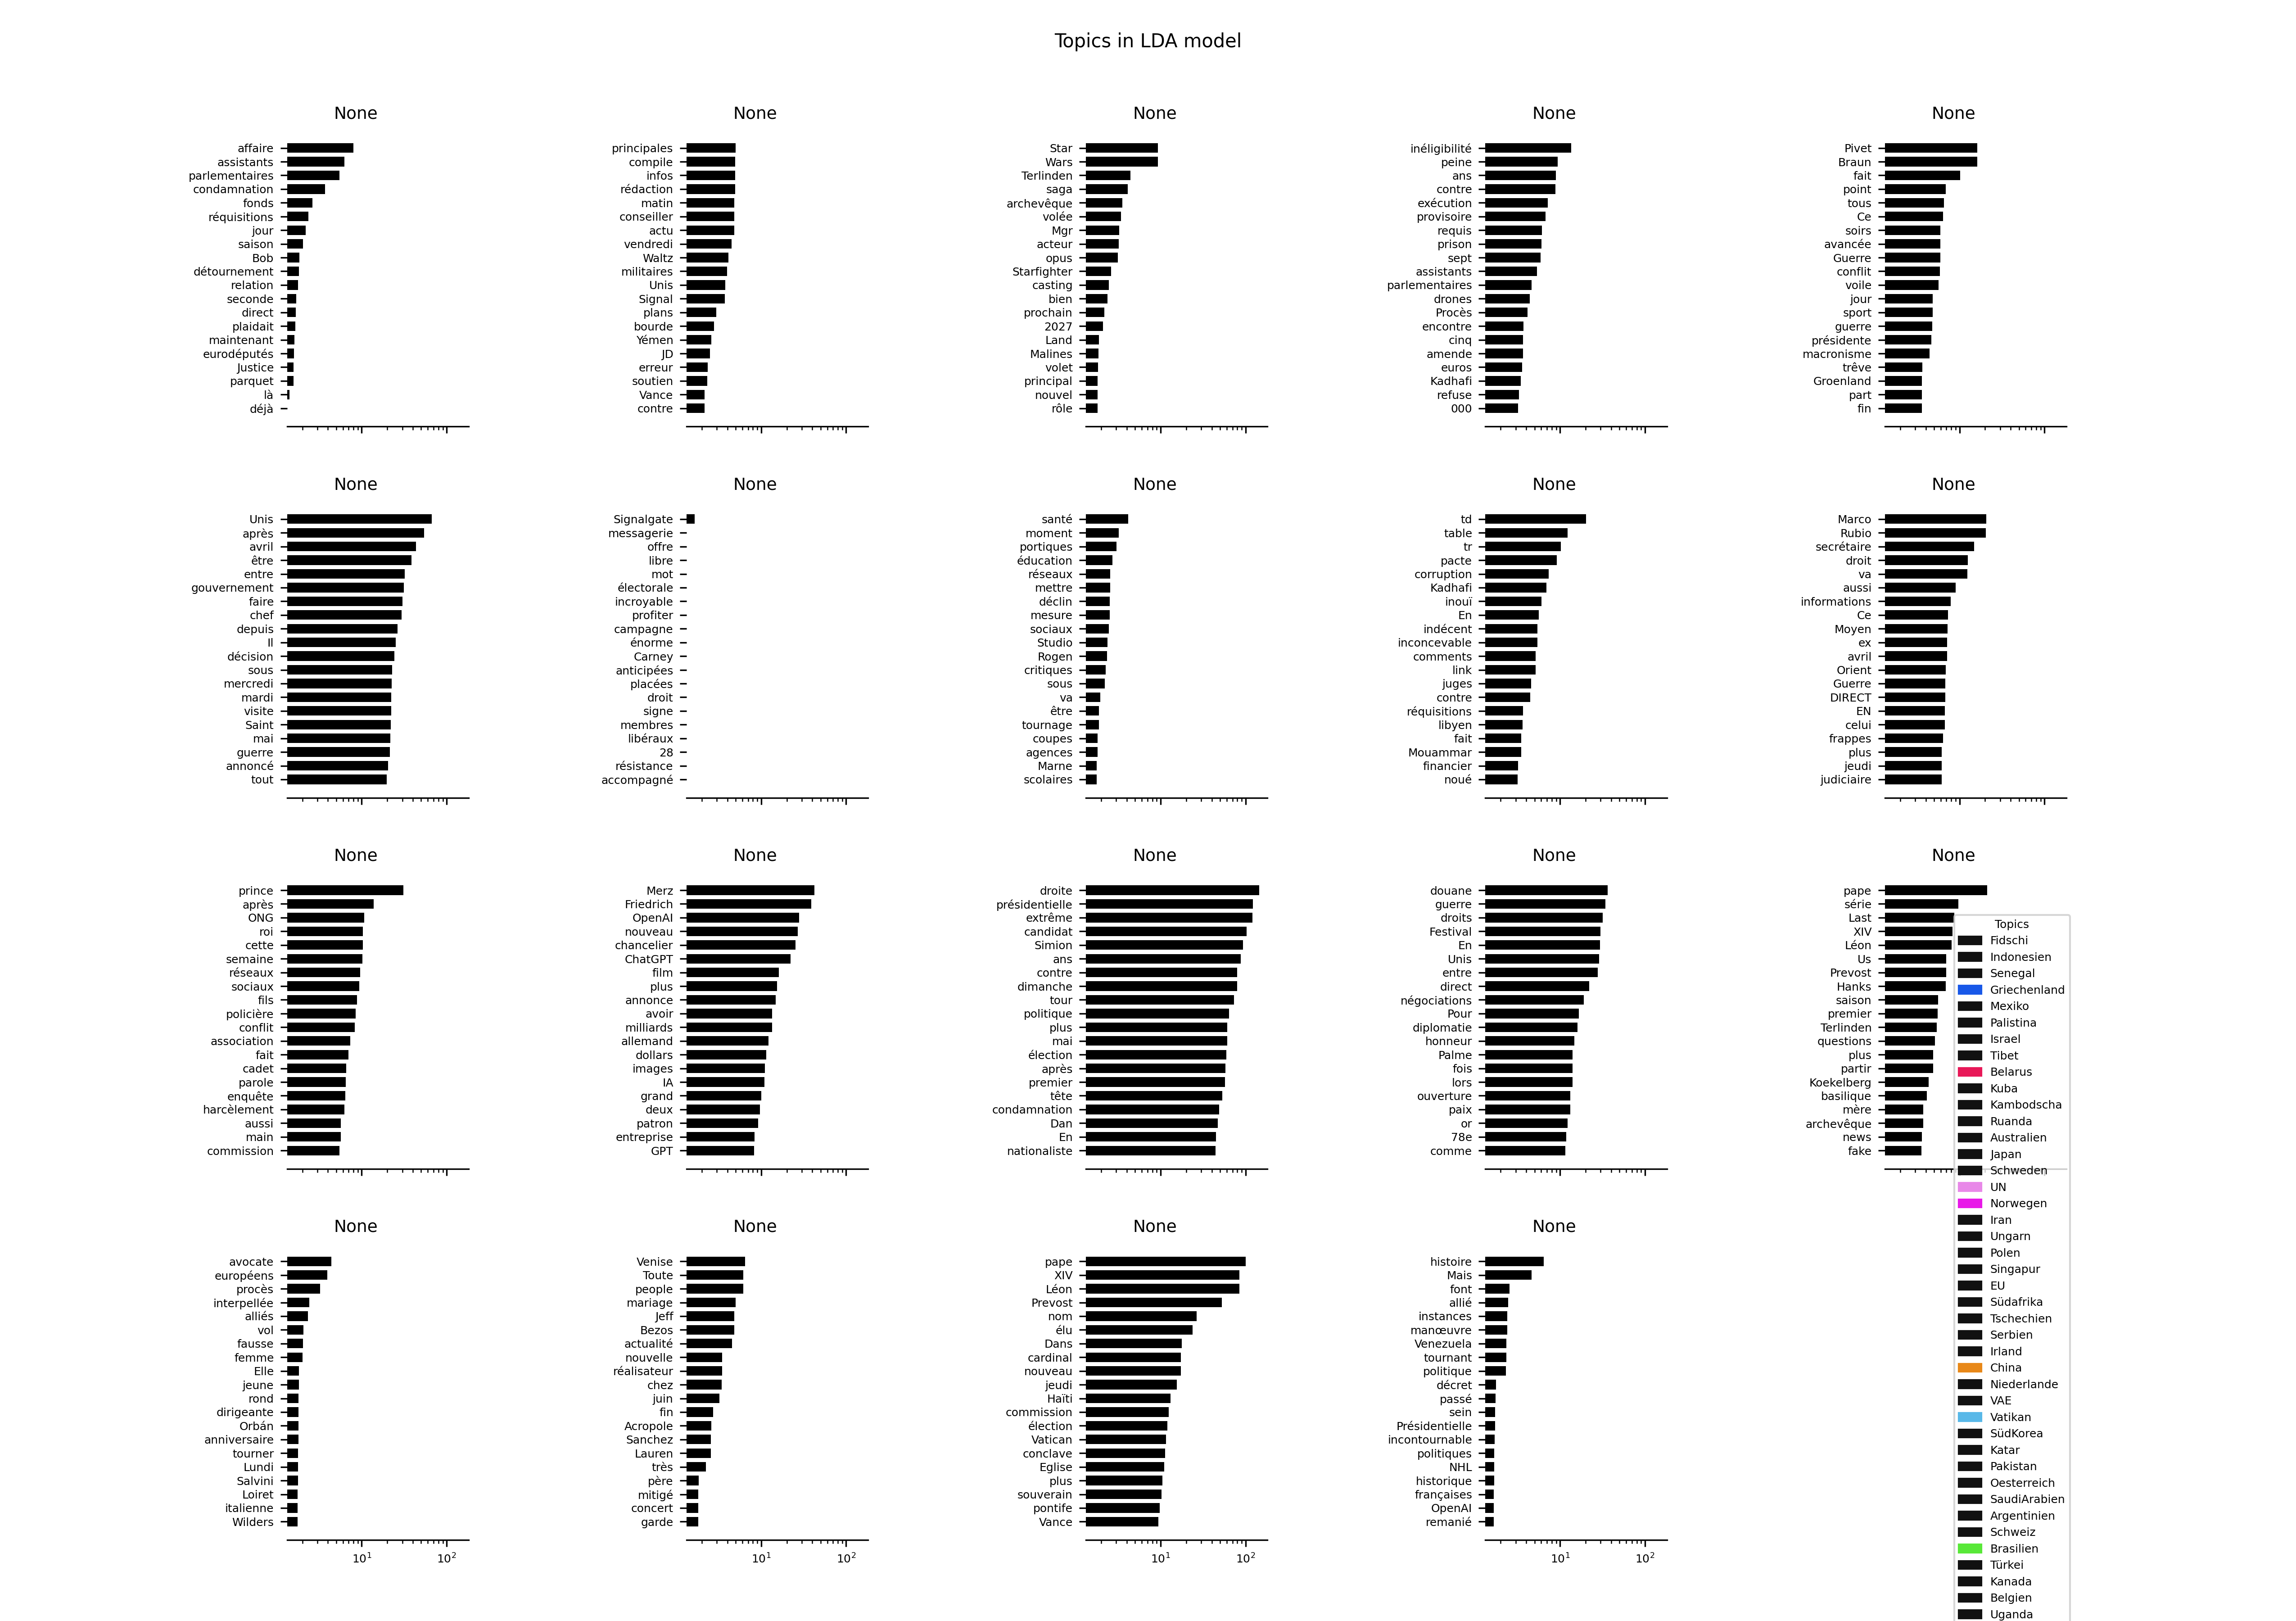 Topics in LDA model
None
affaire
assistants
parlementaires
condamnation
fonds
réquisitions
jour
saison
Bob
détournement
relation
seconde
direct
plaidait
maintenant
eurodéputés
Justice
parquet
là
déjà
None
principales
compile
infos
rédaction
matin
conseiller
actu
vendredi
Waltz
militaires
Unis
Signal
plans
bourde
Yémen
JD
erreur
soutien
Vance
contre
None
Star
Wars
Terlinden
saga
archevêque
volée
Mgr
acteur
opus
Starfighter
casting
bien
prochain
2027
Land
Malines
volet
principal
nouvel
rôle
None
inéligibilité
peine
ans
contre
exécution
provisoire
requis
prison
sept
assistants
parlementaires
drones
Procès
encontre
cinq
amende
euros
Kadhafi
refuse
000
None
Pivet
Braun
fait
point
tous
Ce
soirs
avancée
Guerre
conflit
voile
jour
sport
guerre
présidente
macronisme
trêve
Groenland
part
fin
None
Unis
après
avril
être
entre
gouvernement
faire
chef
depuis
Il
décision
sous
mercredi
mardi
visite
Saint
mai
guerre
annoncé
tout
None
Signalgate
messagerie
offre
libre
mot
électorale
incroyable
profiter
campagne
énorme
Carney
anticipées
placées
droit
signe
membres
libéraux
28
résistance
accompagné
None
santé
moment
portiques
éducation
réseaux
mettre
déclin
mesure
sociaux
Studio
Rogen
critiques
sous
va
être
tournage
coupes
agences
Marne
scolaires
None
td
table
tr
pacte
corruption
Kadhafi
inouï
En
indécent
inconcevable
comments
link
juges
contre
réquisitions
libyen
fait
Mouammar
financier
noué
None
Marco
Rubio
secrétaire
droit
va
aussi
informations
Ce
Moyen
ex
avril
Orient
Guerre
DIRECT
EN
celui
frappes
plus
jeudi
judiciaire
None
prince
après
ONG
roi
cette
semaine
réseaux
sociaux
fils
policière
conflit
association
fait
cadet
parole
enquête
harcèlement
aussi
main
commission
None
Merz
Friedrich
OpenAI
nouveau
chancelier
ChatGPT
film
plus
annonce
avoir
milliards
allemand
dollars
images
IA
grand
deux
patron
entreprise
GPT
None
droite
présidentielle
extrême
candidat
Simion
ans
contre
dimanche
tour
politique
plus
mai
élection
après
premier
tête
condamnation
Dan
En
nationaliste
None
douane
guerre
droits
Festival
En
Unis
entre
direct
négociations
Pour
diplomatie
honneur
Palme
fois
lors
ouverture
paix
or
78e
comme
None
pape
série
Last
XIV
Léon
Us
Prevost
Hanks
saison
premier
Terlinden
questions
plus
partir
Koekelberg
basilique
mère
archevêque
news
fake
None
avocate
européens
procès
interpellée
alliés
vol
fausse
femme
Elle
jeune
rond
dirigeante
Orbán
anniversaire
tourner
Lundi
Salvini
Loiret
italienne
Wilders
10¹ 10²
None
Venise
Toute
people
mariage
Jeff
Bezos
actualité
nouvelle
réalisateur
chez
juin
fin
Acropole
Sanchez
Lauren
très
père
mitigé
concert
garde
10¹ 10²
None
pape
XIV
Léon
Prevost
nom
élu
Dans
cardinal
nouveau
jeudi
Haïti
commission
élection
Vatican
conclave
Eglise
plus
souverain
pontife
Vance
10¹ 10²
None
histoire
Mais
font
allié
instances
manœuvre
Venezuela
tournant
politique
décret
passé
sein
Présidentielle
incontournable
politiques
NHL
historique
françaises
OpenAI
remanié
10¹ 10²
Topics
Fidschi
Indonesien
Senegal
Griechenland
Mexiko
Palistina
Israel
Tibet
Belarus
Kuba
Kambodscha
Ruanda
Australien
Japan
Schweden
UN
Norwegen
Iran
Ungarn
Polen
Singapur
EU
Südafrika
Tschechien
Serbien
Irland
China
Niederlande
VAE
Vatikan
SüdKorea
Katar
Pakistan
Oesterreich
SaudiArabien
Argentinien
Schweiz
Brasilien
Türkei
Kanada
Belgien
Uganda